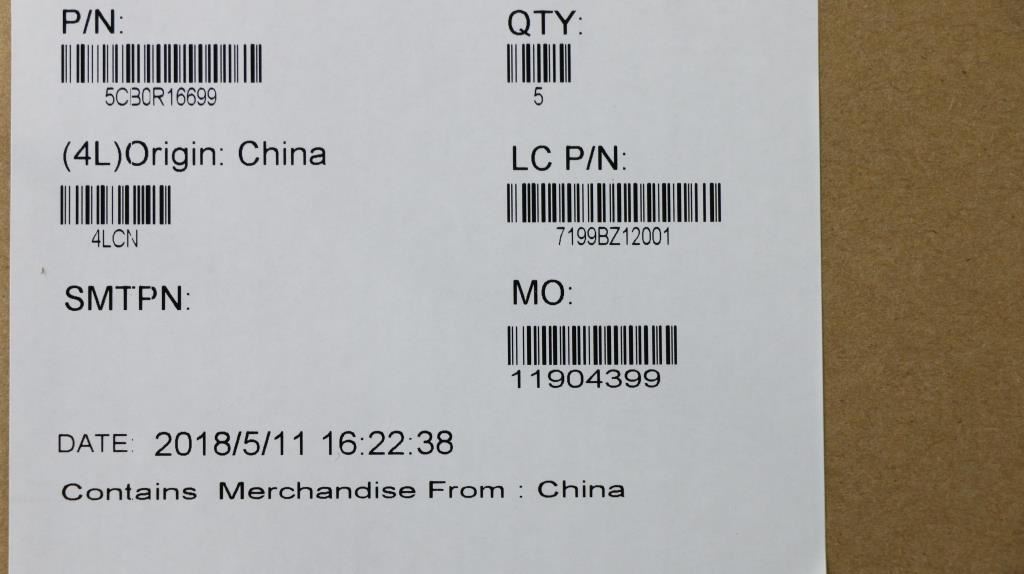 P/N:
QTY:
5CB0R16699
5
(4L)Origin: China
LC P/N:
4LCN
7199BZ12001
SMTPN:
MO:
11904399
DATE: 2018/5/11 16:22:38
Contains Merchandise From : China